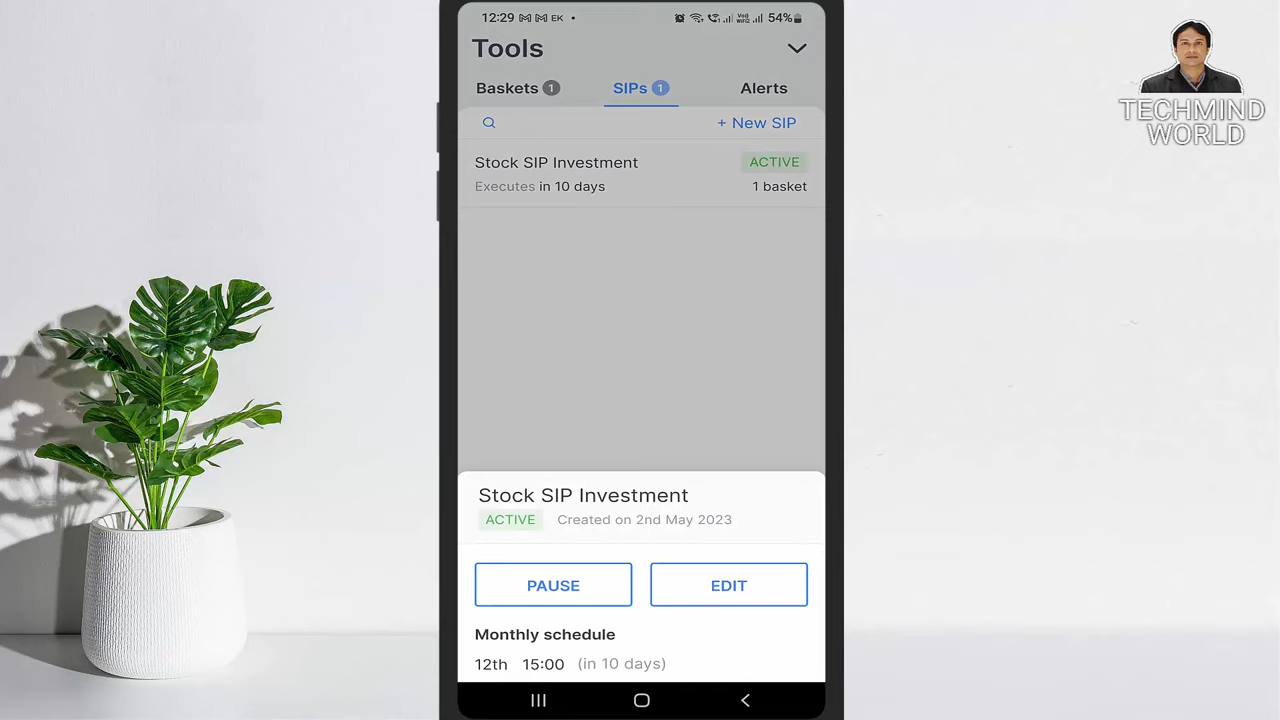 12:29 EK 54%
Tools
Baskets 1 SIPs 1 Alerts
+ New SIP
Stock SIP Investment ACTIVE
Executes in 10 days 1 basket
Stock SIP Investment
ACTIVE Created on 2nd May 2023
PAUSE EDIT
Monthly schedule
12th 15:00 (in 10 days)
TECHMIND
WORLD